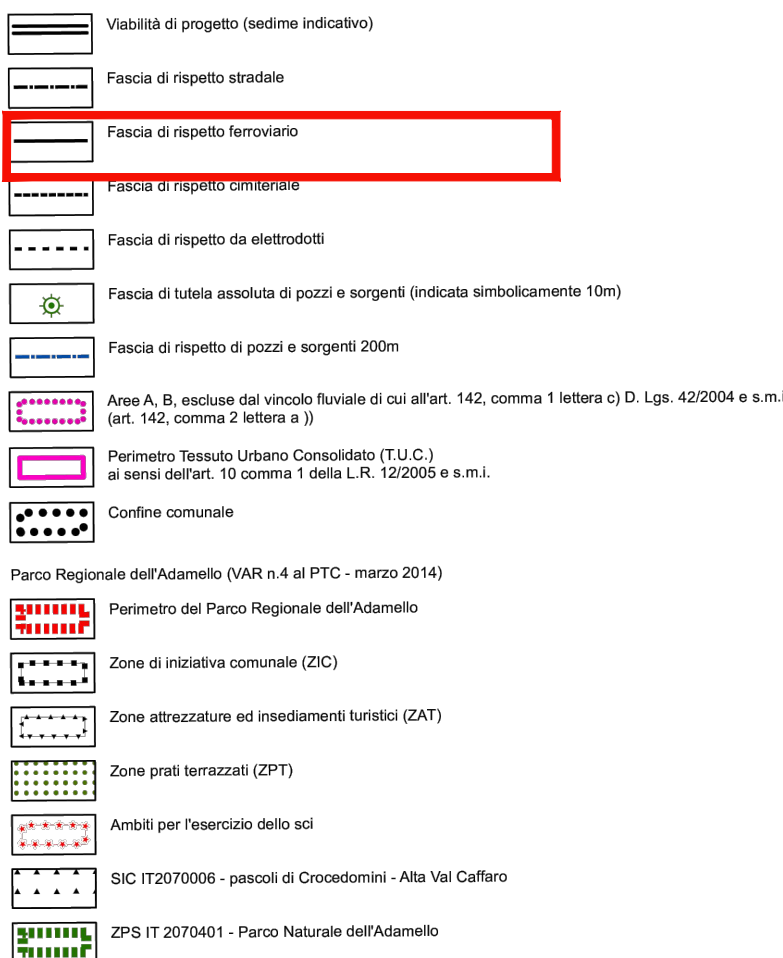 Viabilità di progetto (sedime indicativo)
Fascia di rispetto stradale
Fascia di rispetto ferroviario
Fascia di rispetto cimiteriale
Fascia di rispetto da elettrodotti
Fascia di tutela assoluta di pozzi e sorgenti (indicata simbolicamente 10m)
Fascia di rispetto di pozzi e sorgenti 200m
Aree A, B, escluse dal vincolo fluviale di cui all'art. 142, comma 1 lettera c) D. Lgs. 42/2004 e s.m.i
(art. 142, comma 2 lettera a ))
Perimetro Tessuto Urbano Consolidato (T.U.C.)
ai sensi dell'art. 10 comma 1 della L.R. 12/2005 e s.m.i.
Confine comunale
Parco Regionale dell'Adamello (VAR n.4 al PTC - marzo 2014)
Perimetro del Parco Regionale dell'Adamello
Zone di iniziativa comunale (ZIC)
Zone attrezzature ed insediamenti turistici (ZAT)
Zone prati terrazzati (ZPT)
Ambiti per l'esercizio dello sci
SIC IT2070006 - pascoli di Crocedomini - Alta Val Caffaro
ZPS IT 2070401 - Parco Naturale dell'Adamello